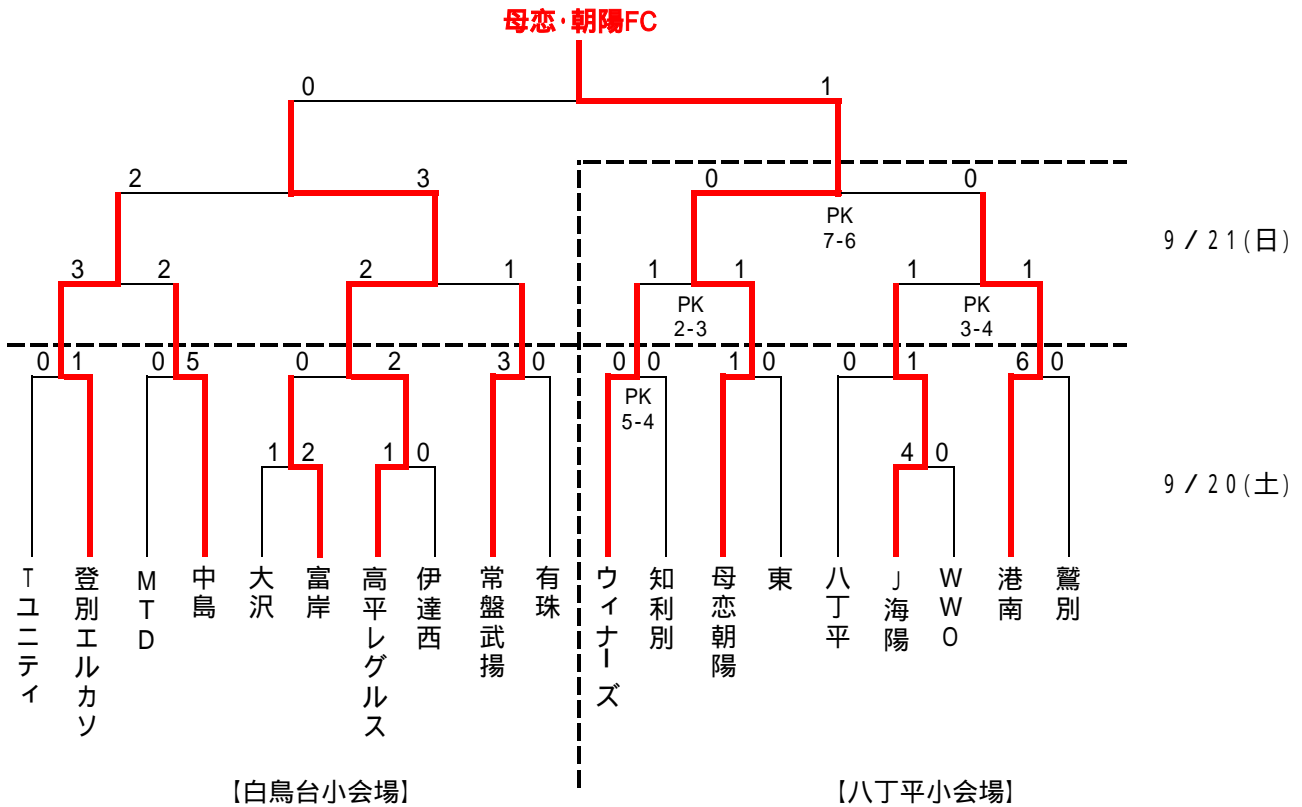 母恋・朝陽FC
0 1
2 3 0 0
PK
7-6
9/21(日)
3 2 2 1 1 1 1 1
PK PK
2-3 3-4
0 1 0 5 0 2 3 0 0 0 1 0 0 1 6 0
PK
5-4
1 2 1 0 4 0
9/20(土)
Tユニティ
登別エルカソ
MTD
中島
大沢
富岸
高平レグルス
伊達西
常盤武揚
有珠
ウィナーズ
知利別
母恋朝陽
東
八丁平
J海陽
WWO
港南
鷲別
【白鳥台小会場】 【八丁平小会場】